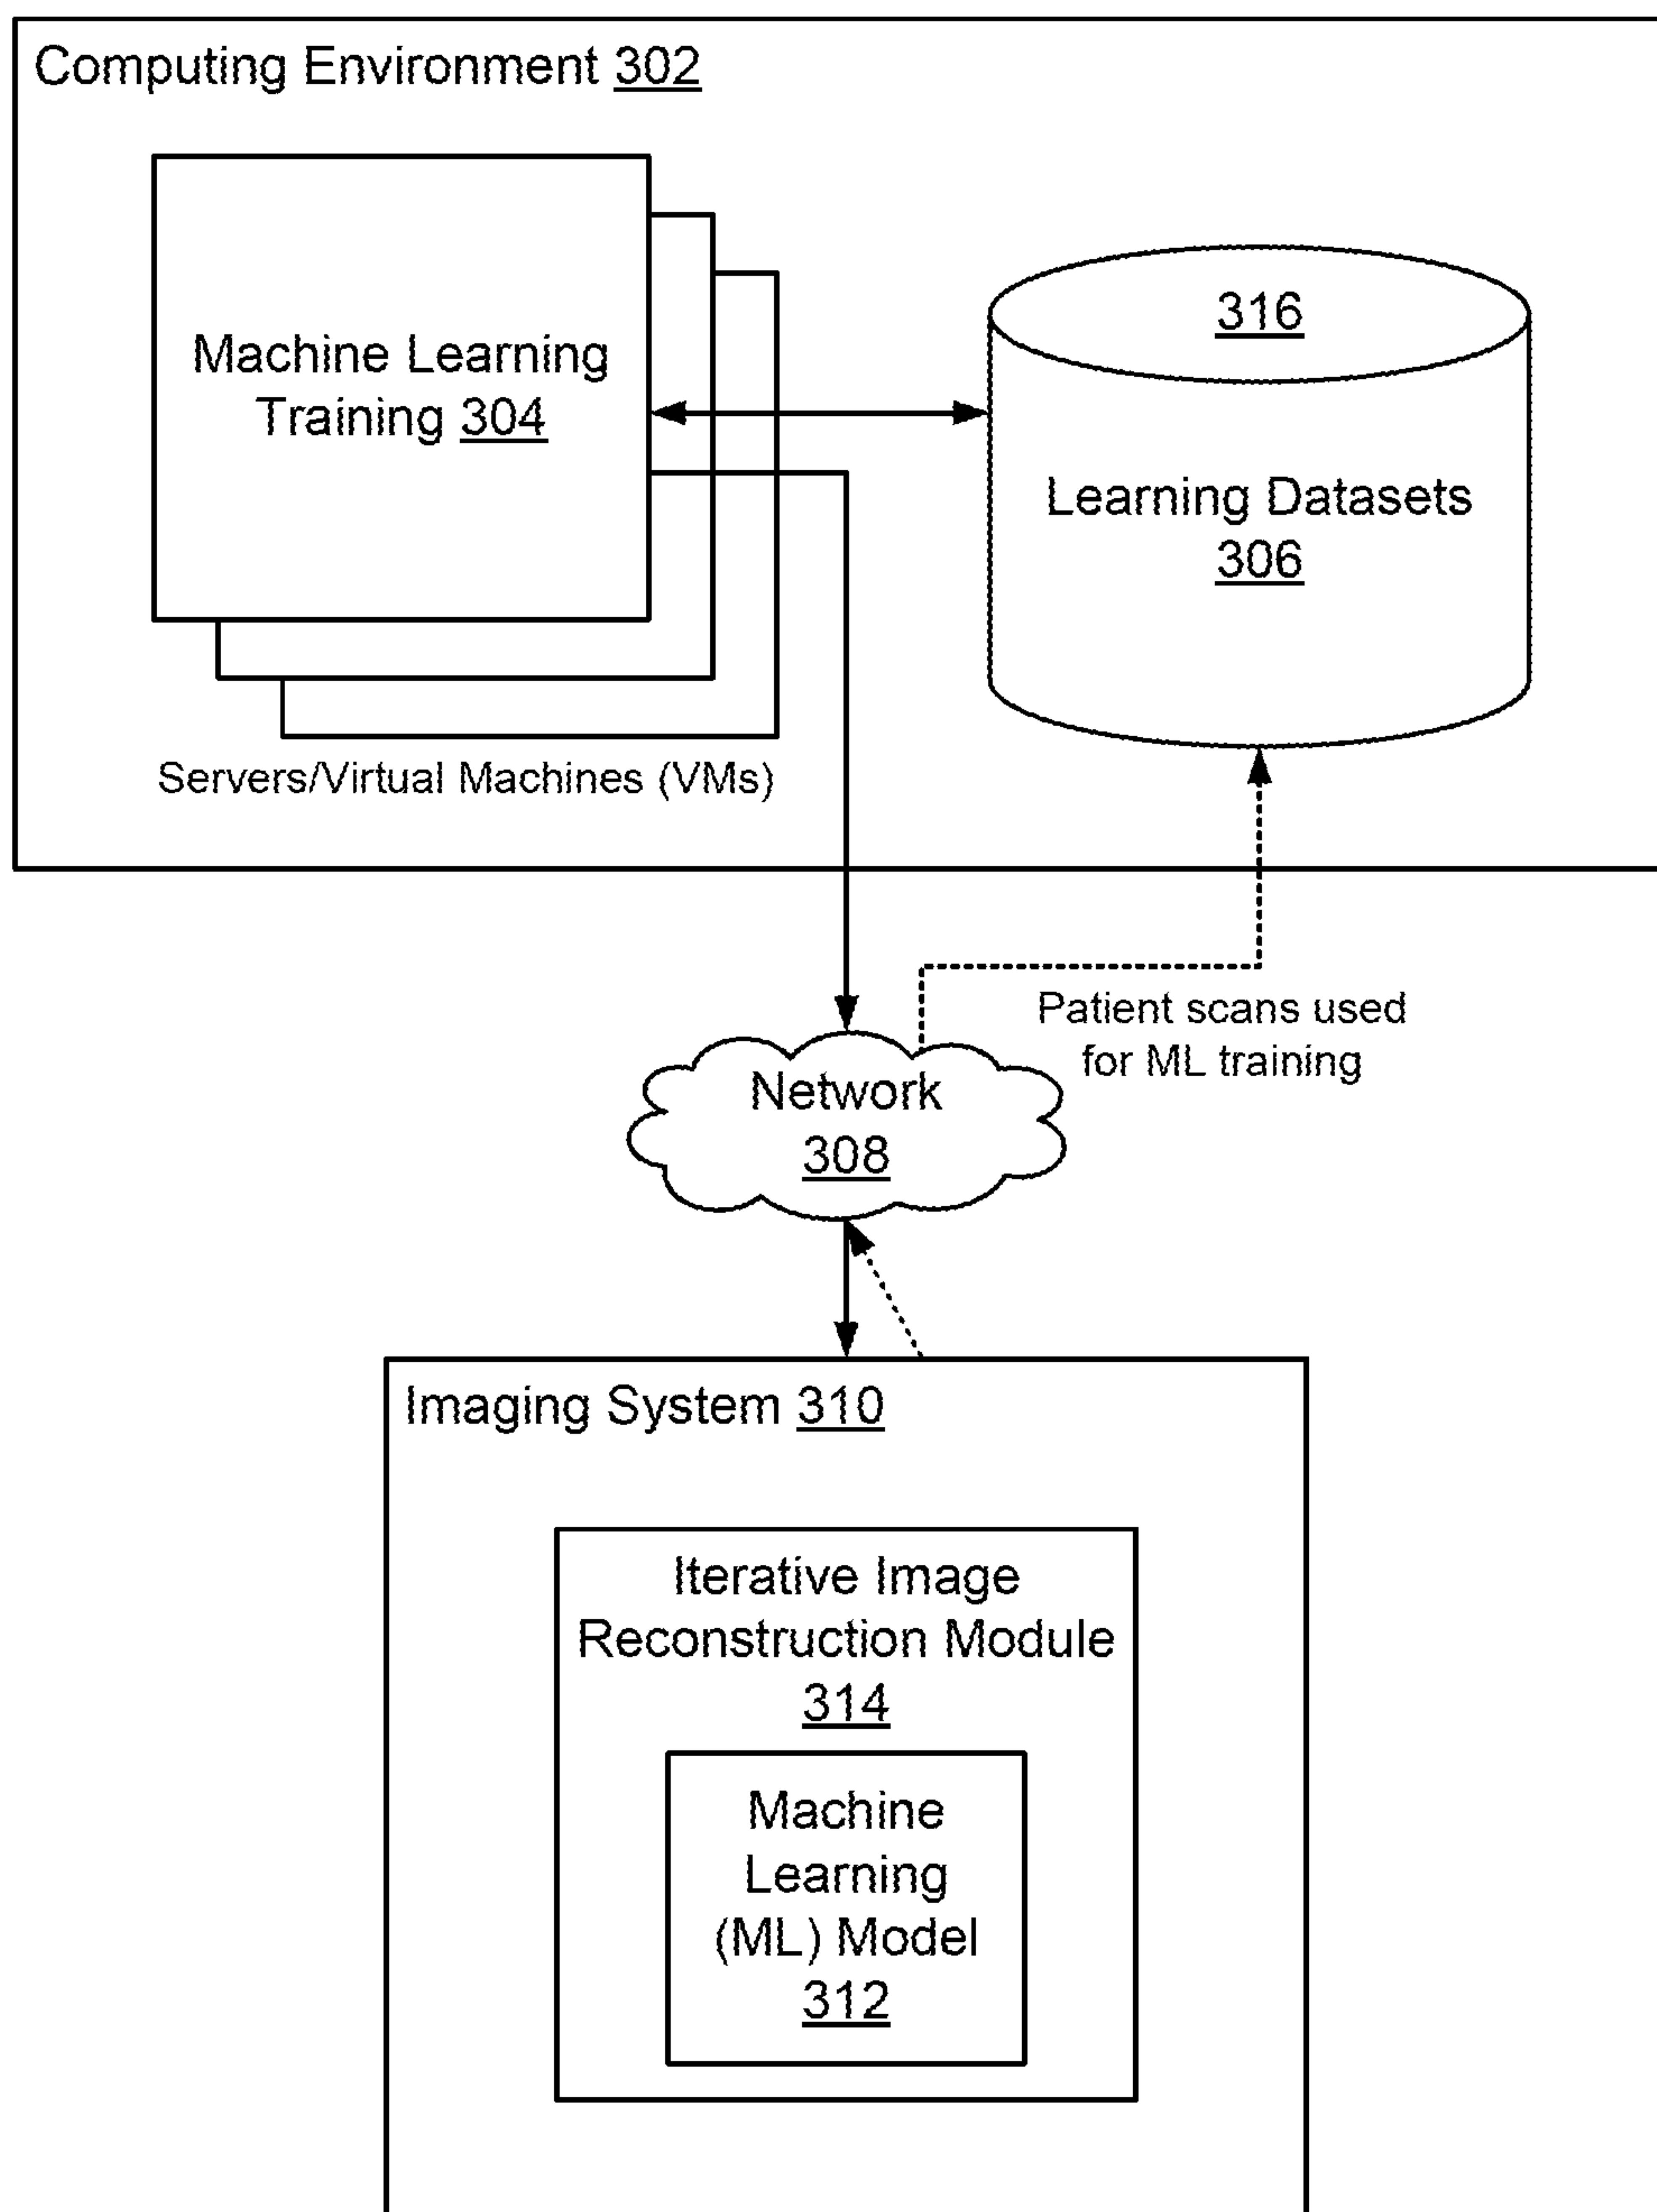 Computing Environment 302
Machine Learning
Training 304
Servers/Virtual Machines (VMs)
316
Learning Datasets
306
Patient scans used
for ML training
Network
308
Imaging System 310
Iterative Image
Reconstruction Module
314
Machine
Learning
(ML) Model
312